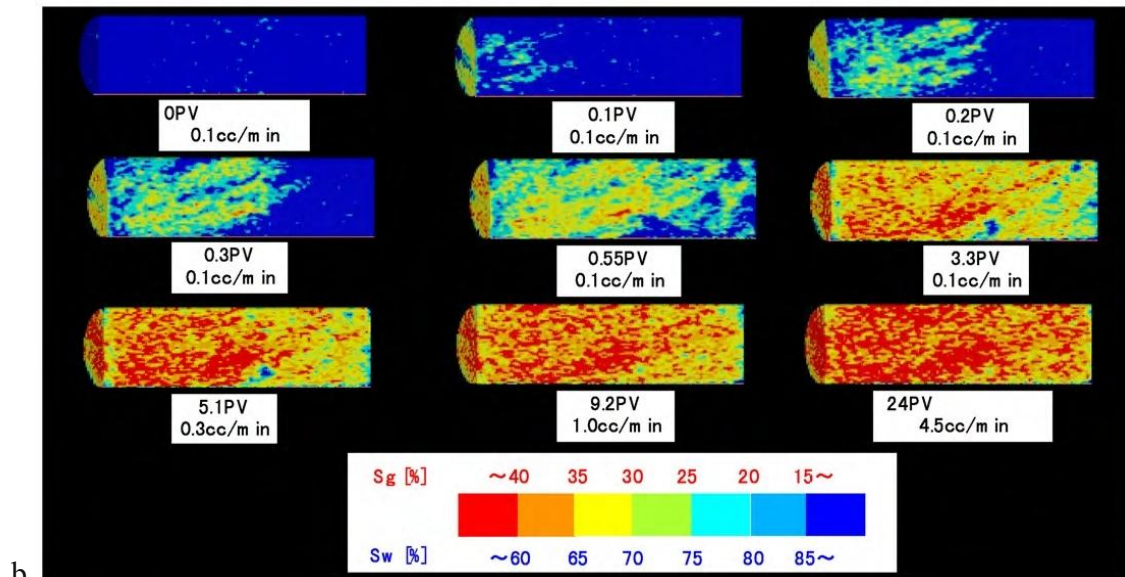 0PV
0.1cc/m in
0.1PV
0.1cc/m in
0.2PV
0.1cc/m in
0.3PV
0.1cc/m in
0.55PV
0.1cc/m in
3.3PV
0.1cc/m in
5.1PV
0.3cc/m in
9.2PV
1.0cc/m in
24PV
4.5cc/m in
Sg [%] ～40 35 30 25 20 15～
Sw [%] ～60 65 70 75 80 85～
b